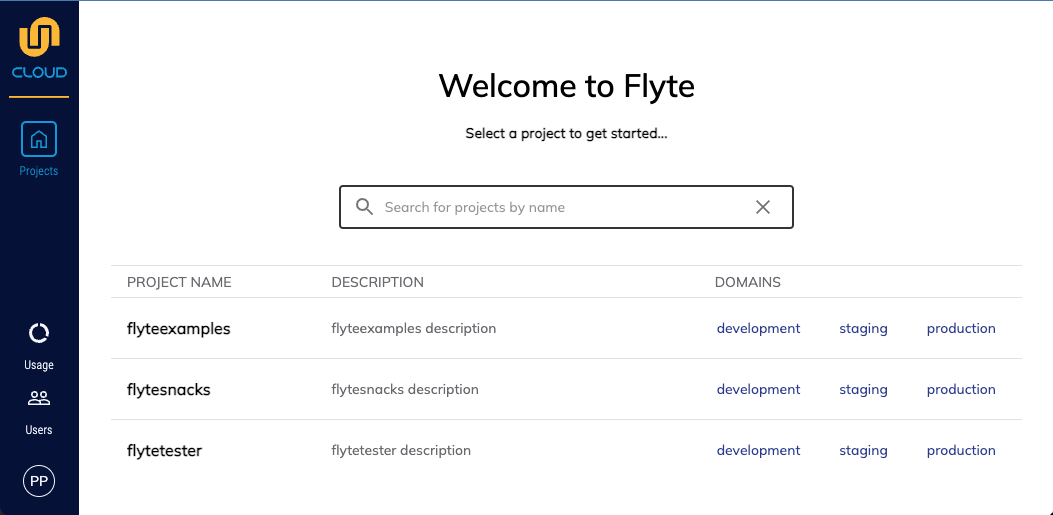 CLOUD
Projects
Usage
Users
PP
Welcome to Flyte
Select a project to get started...
Search for projects by name
PROJECT NAME DESCRIPTION DOMAINS
flyteexamples flyteexamples description development staging production
flytesnacks flytesnacks description development staging production
flytetester flytetester description development staging production